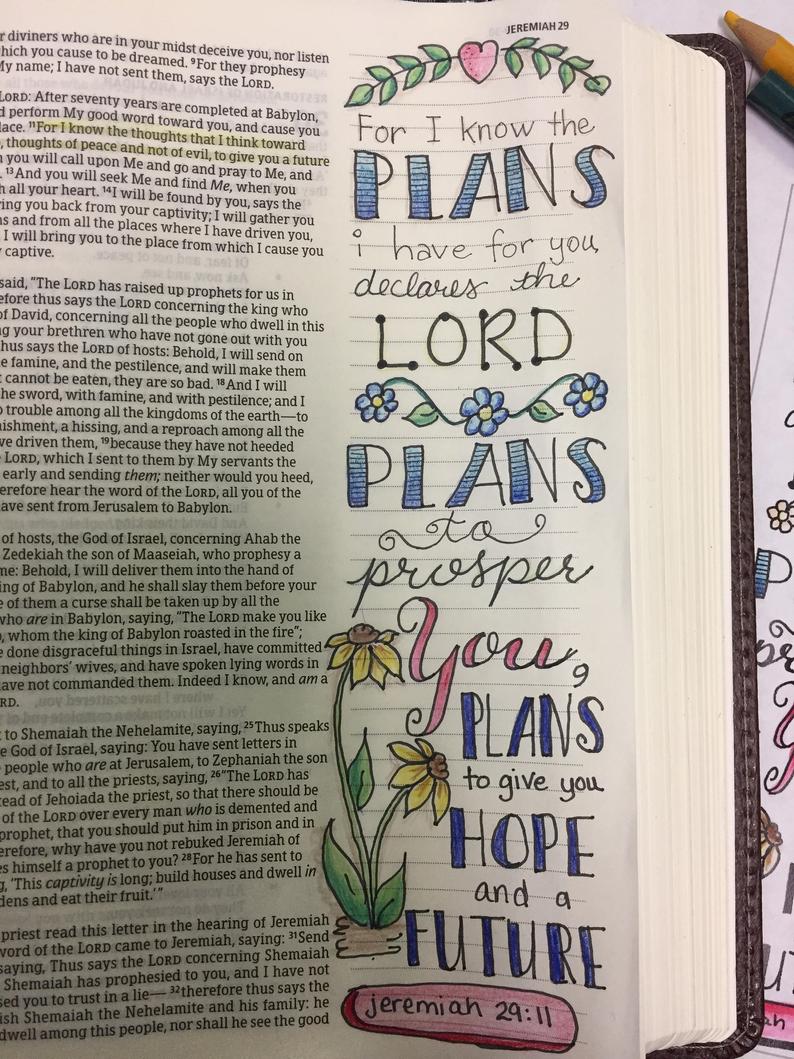 JEREMIAH 29
r diviners who are in your midst deceive you, nor listen
hich you cause to be dreamed. 9For they prophesy
My name; I have not sent them, says the LORD.
LORD: After seventy years are completed at Babylon,
d perform My good word toward you, and cause you
lace. 11For I know the thoughts that I think toward
, thoughts of peace and not of evil, to give you a future
n you will call upon Me and go and pray to Me, and
. 13And you will seek Me and find Me, when you
h all your heart. 14I will be found by you, says the
ring you back from your captivity; I will gather you
ns and from all the places where I have driven you,
I will bring you to the place from which I cause you
y captive.
said, "The LORD has raised up prophets for us in
efore thus says the LORD concerning the king who
of David, concerning all the people who dwell in this
ng your brethren who have not gone out with you
thus says the LORD of hosts: Behold, I will send on
e famine, and the pestilence, and will make them
t cannot be eaten, they are so bad. 18And I will
he sword, with famine, and with pestilence; and I
o trouble among all the kingdoms of the earth—to
nishment, a hissing, and a reproach among all the
ve driven them, 19because they have not heeded
LORD, which I sent to them by My servants the
early and sending them; neither would you heed,
erefore hear the word of the LORD, all you of the
ave sent from Jerusalem to Babylon.
of hosts, the God of Israel, concerning Ahab the
Zedekiah the son of Maaseiah, who prophesy a
me: Behold, I will deliver them into the hand of
ing of Babylon, and he shall slay them before your
e of them a curse shall be taken up by all the
who are in Babylon, saying, "The LORD make you like
, whom the king of Babylon roasted in the fire";
e done disgraceful things in Israel, have committed
neighbors' wives, and have spoken lying words in
ave not commanded them. Indeed I know, and am a
RD.
t to Shemaiah the Nehelamite, saying, 25Thus speaks
e God of Israel, saying: You have sent letters in
people who are at Jerusalem, to Zephaniah the son
est, and to all the priests, saying, 26"The LORD has
tead of Jehoiada the priest, so that there should be
of the LORD over every man who is demented and
prophet, that you should put him in prison and in
erefore, why have you not rebuked Jeremiah of
es himself a prophet to you? 28For he has sent to
g, 'This captivity is long; build houses and dwell in
dens and eat their fruit.'"
priest read this letter in the hearing of Jeremiah
word of the LORD came to Jeremiah, saying: 31Send
saying, Thus says the LORD concerning Shemaiah
Shemaiah has prophesied to you, and I have not
sed you to trust in a lie— 32therefore thus says the
ish Shemaiah the Nehelamite and his family: he
dwell among this people, nor shall he see the good
For I know the
PLANS
i have for you
declares the
LORD
PLANS
to
prosper
You,
PLANS
to give you
HOPE
and a
FUTURE
jeremiah 29:11